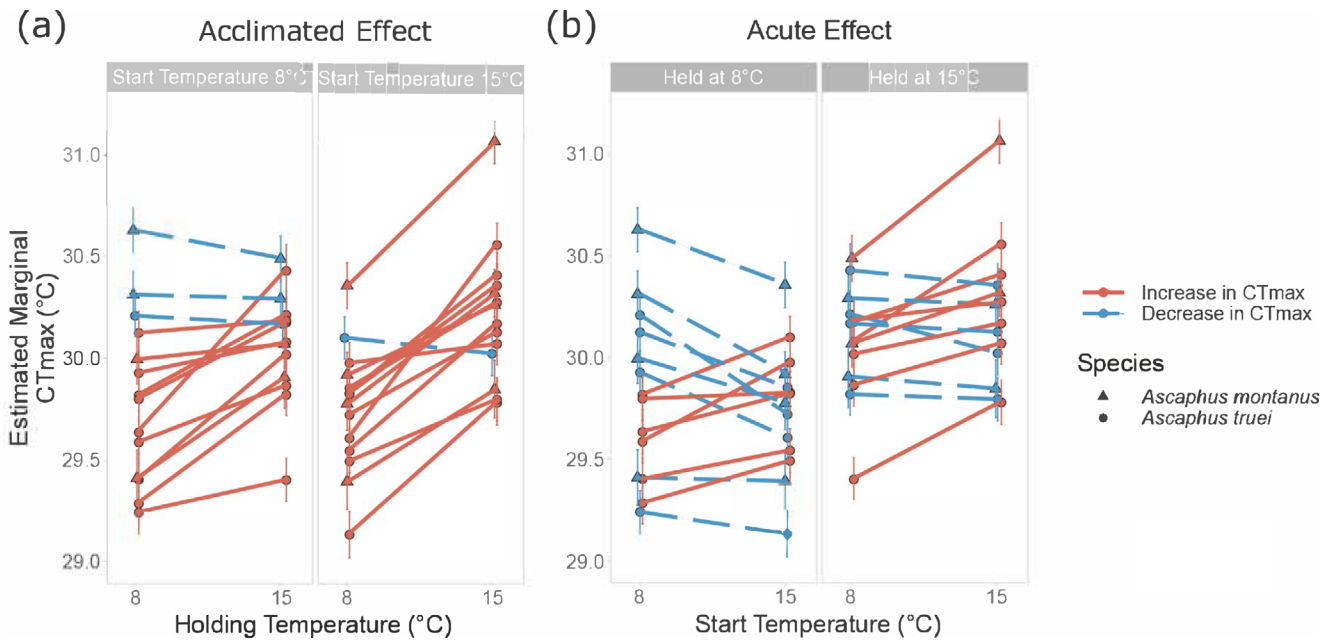 (a)
Acclimated Effect
(b)
Acute Effect
Start Temperature 8°C
Start Temperature 15°C
Held at 8°C
Held at 15°C
Estimated Marginal
CTmax (°C)
31.0
30.5
30.0
29.5
29.0
31.0
30.5
30.0
29.5
29.0
8
15
8
15
8
15
8
15
Holding Temperature (°C)
Start Temperature (°C)
Increase in CTmax
Decrease in CTmax
Species
Ascaphus montanus
Ascaphus truei